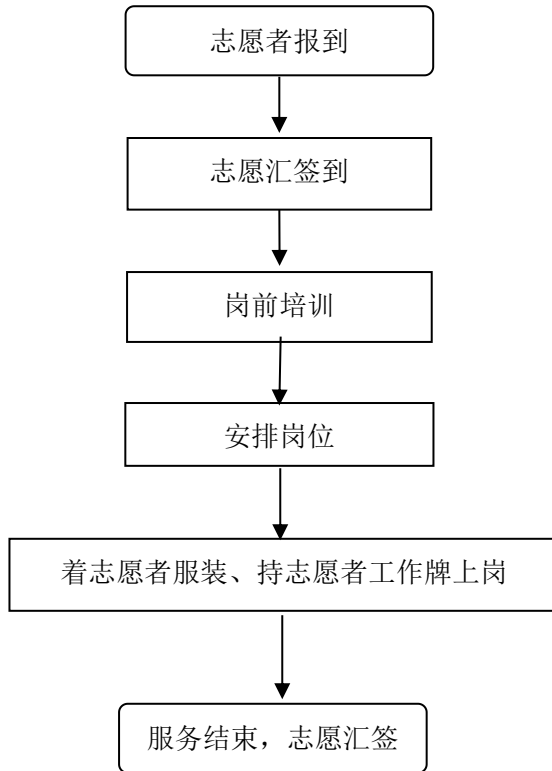 志愿者报到
志愿汇签到
岗前培训
安排岗位
着志愿者服装、持志愿者工作牌上岗
服务结束，志愿汇签